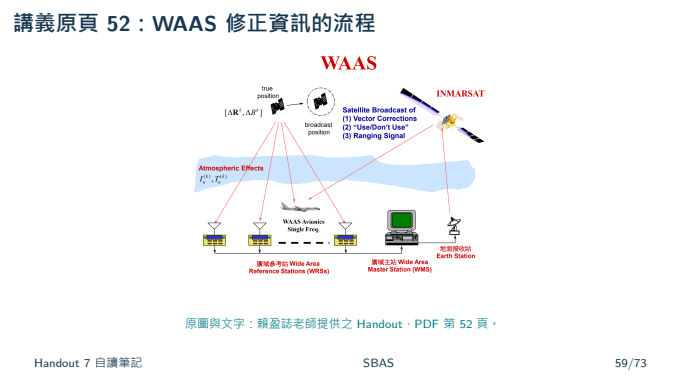 講義原頁 52：WAAS 修正資訊的流程
WAAS
true
position
[ΔR^k, ΔB^k]
broadcast
position
INMARSAT
Satellite Broadcast of
(1) Vector Corrections
(2) “Use/Don’t Use”
(3) Ranging Signal
Atmospheric Effects
WAAS Avionics
Single Freq.
廣域參考站 Wide Area
Reference Stations (WRSs)
廣域主站 Wide Area
Master Station (WMS)
地面接收站
Earth Station
原圖與文字：賴盈誌老師提供之 Handout，PDF 第 52 頁。
Handout 7 自讀筆記
SBAS
59/73